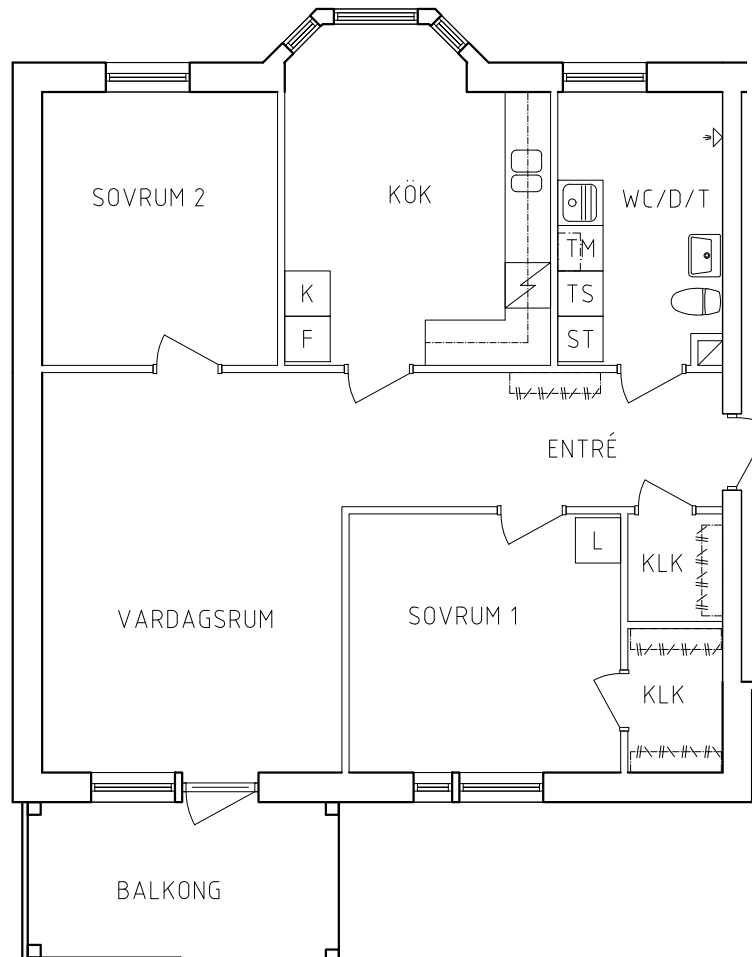 SOVRUM 2
KÖK
WC/D/T
TM
K
TS
F
ST
ENTRÉ
L
KLK
VARDAGSRUM
SOVRUM 1
KLK
BALKONG